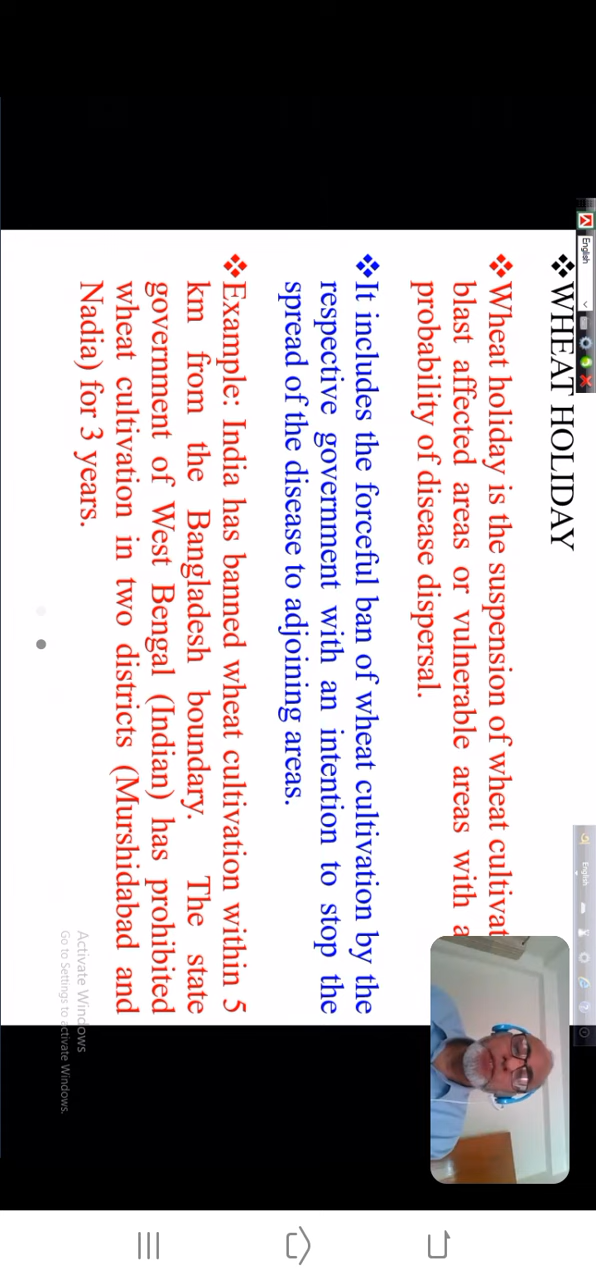 English
❖WHEAT HOLIDAY
❖Wheat holiday is the suspension of wheat
blast affected areas or vulnerable areas with
probability of disease dispersal.
❖It includes the forceful ban of wheat cultivation by the
respective government with an intention to stop the
spread of the disease to adjoining areas.
❖Example: India has banned wheat cultivation within 5
km from the Bangladesh boundary. The state
government of West Bengal (Indian) has prohibited
wheat cultivation in two districts (Murshidabad and
Nadia) for 3 years.
English
Activate Windows
Go to Settings to activate Windows.